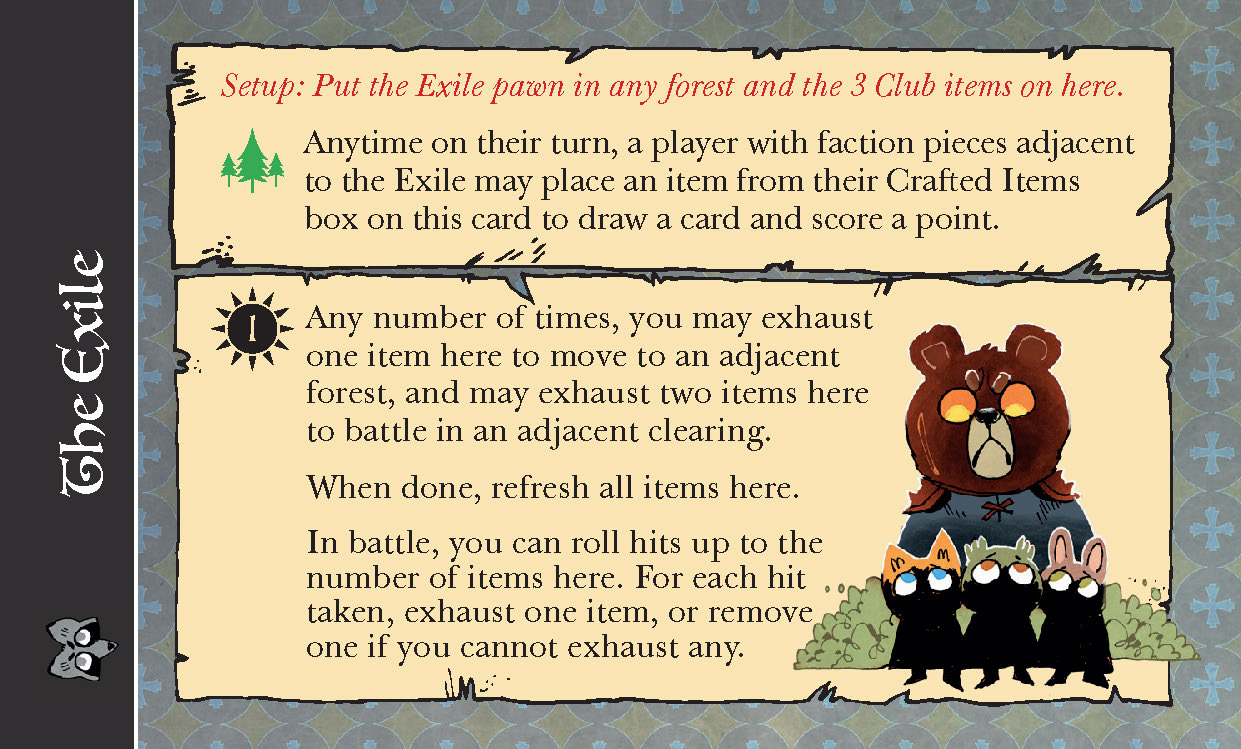 The Exile
Setup: Put the Exile pawn in any forest and the 3 Club items on here.
Anytime on their turn, a player with faction pieces adjacent
to the Exile may place an item from their Crafted Items
box on this card to draw a card and score a point.
1 Any number of times, you may exhaust
one item here to move to an adjacent
forest, and may exhaust two items here
to battle in an adjacent clearing.
When done, refresh all items here.
In battle, you can roll hits up to the
number of items here. For each hit
taken, exhaust one item, or remove
one if you cannot exhaust any.